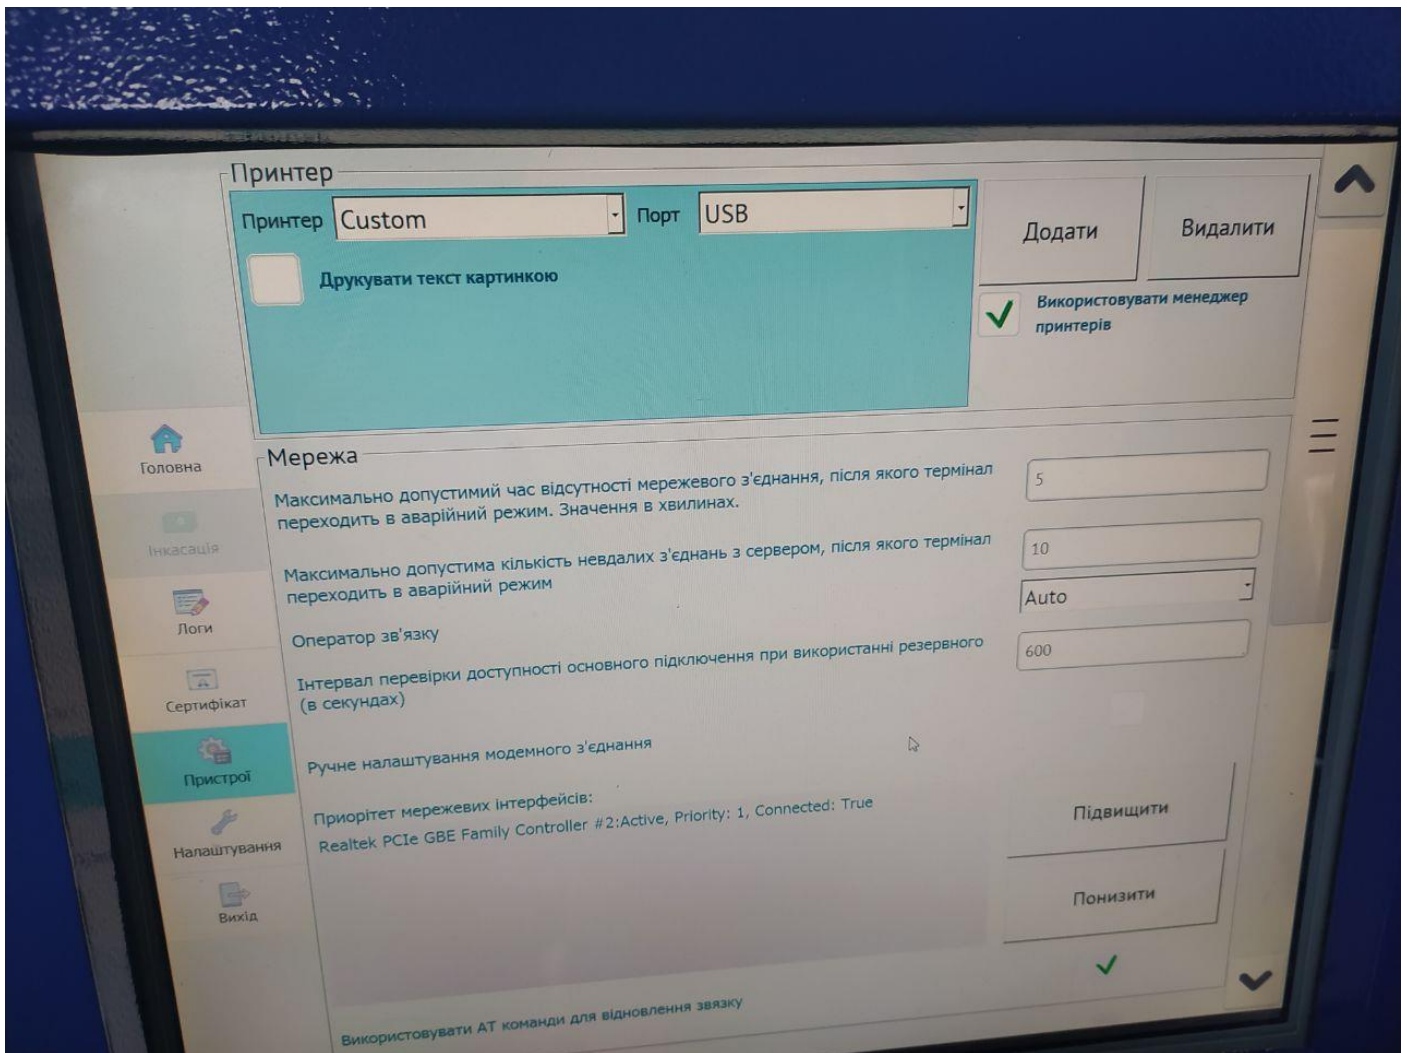 Принтер
Принтер Custom Порт USB
Додати Видалити
Друкувати текст картинкою
Використовувати менеджер
принтерів
Головна
Інкасація
Логи
Сертифікат
Пристрої
Налаштування
Вихід
Мережа
Максимально допустимий час відсутності мережевого з'єднання, після якого термінал
переходить в аварійний режим. Значення в хвилинах.
5
Максимально допустима кількість невдалих з'єднань з сервером, після якого термінал
переходить в аварійний режим
10
Оператор зв'язку
Auto
Інтервал перевірки доступності основного підключення при використанні резервного
(в секундах)
600
Ручне налаштування модемного з'єднання
Приорітет мережевих інтерфейсів:
Realtek PCIe GBE Family Controller #2:Active, Priority: 1, Connected: True
Підвищити
Понизити
Використовувати АТ команди для відновлення звязку